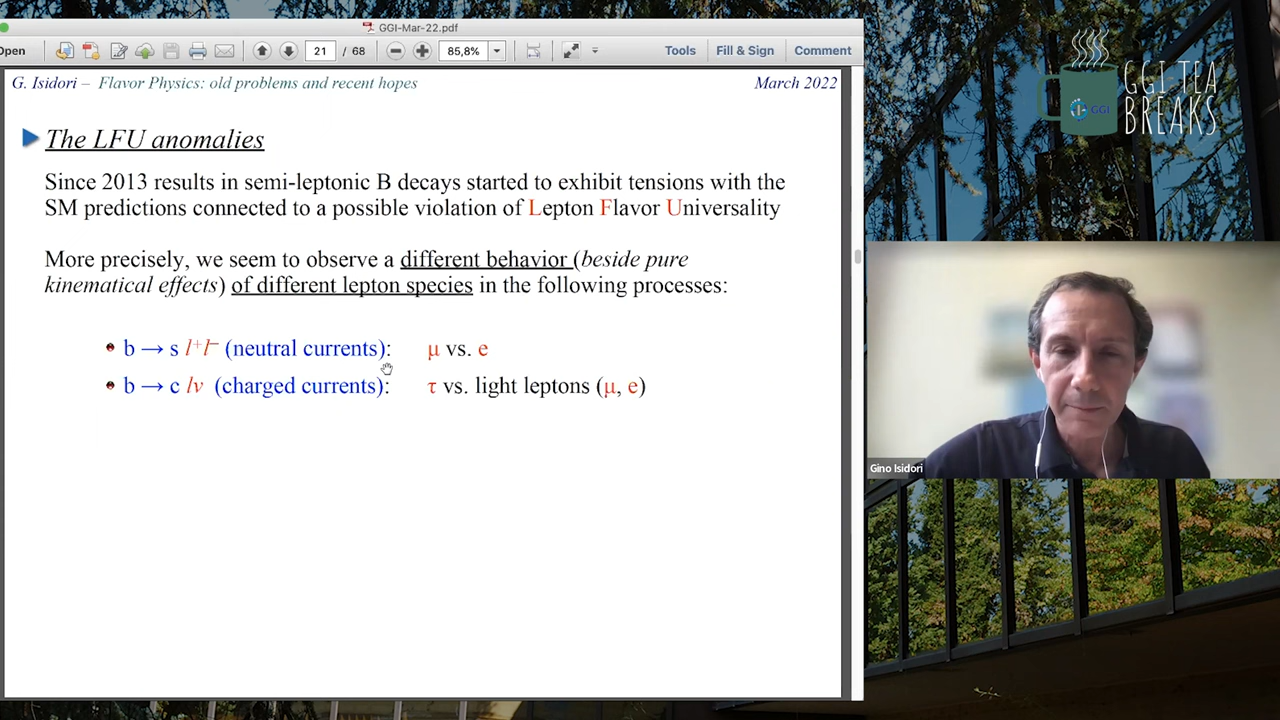 GGI-Mar-22.pdf
Open
21 / 68
85,8%
Tools
Fill & Sign
Comment
G. Isidori – Flavor Physics: old problems and recent hopes
March 2022
The LFU anomalies
Since 2013 results in semi-leptonic B decays started to exhibit tensions with the
SM predictions connected to a possible violation of Lepton Flavor Universality
More precisely, we seem to observe a different behavior (beside pure
kinematical effects) of different lepton species in the following processes:
• b → s l⁺l⁻ (neutral currents): μ vs. e
• b → c lν (charged currents): τ vs. light leptons (μ, e)
GGI TEA
BREAKS
GGI
Gino Isidori